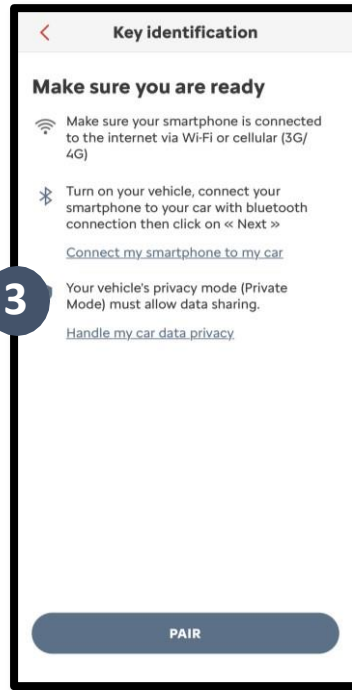 Key identification
Make sure you are ready
Make sure your smartphone is connected
to the internet via Wi-Fi or cellular (3G/
4G)
Turn on your vehicle, connect your
smartphone to your car with bluetooth
connection then click on « Next »
Connect my smartphone to my car
3
Your vehicle's privacy mode (Private
Mode) must allow data sharing.
Handle my car data privacy
PAIR